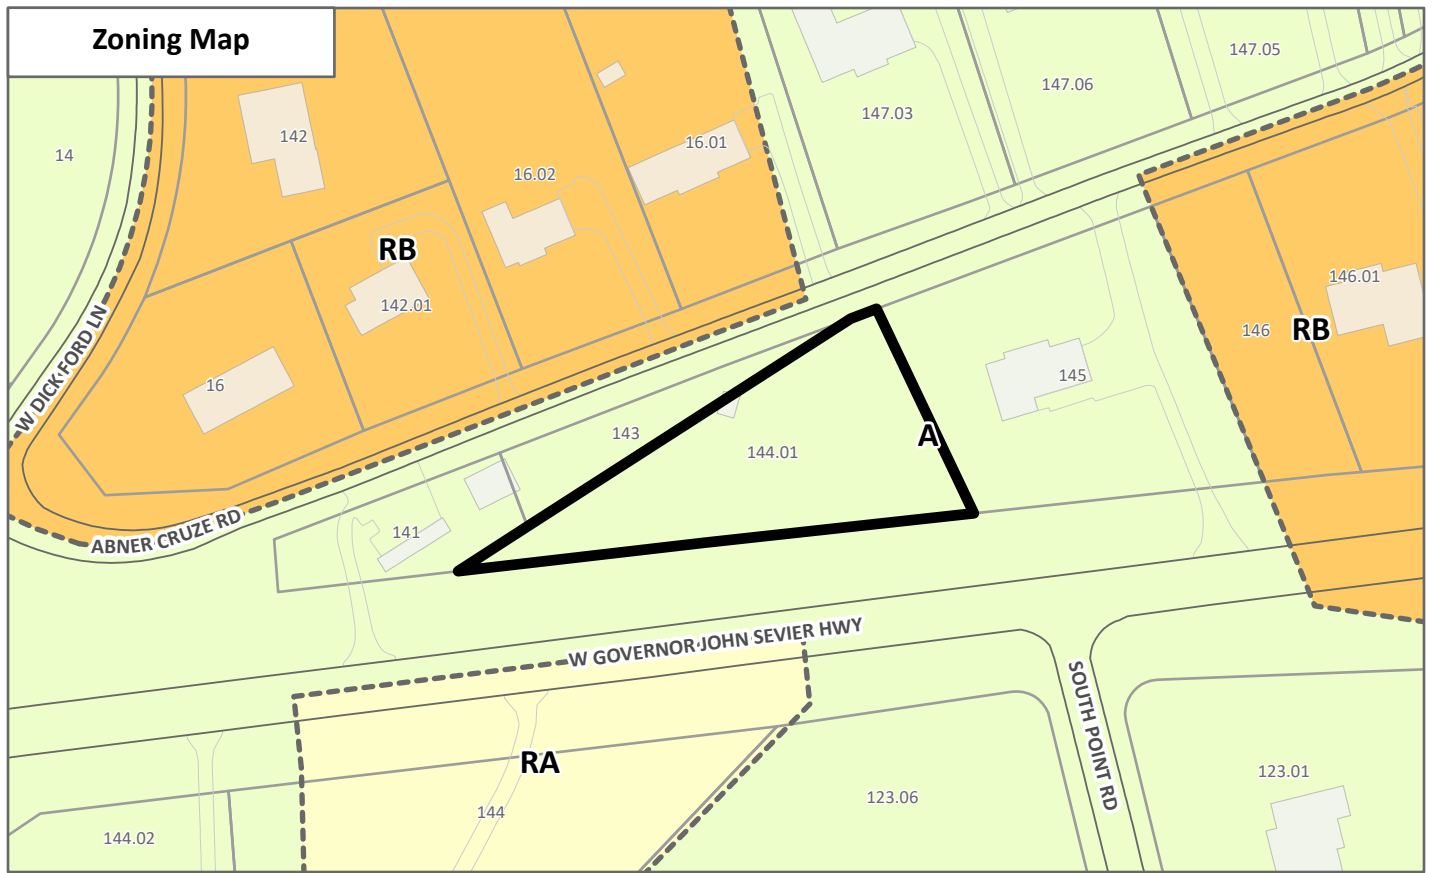 Zoning Map
147.05
147.06
147.03
142
16.01
14
16.02
RB
146.01
142.01
146
RB
W DICK FORD LN
145
16
143
A
144.01
141
ABNER CRUZE RD
W GOVERNOR JOHN SEVIER HWY
SOUTH POINT RD
RA
123.01
123.06
144
144.02